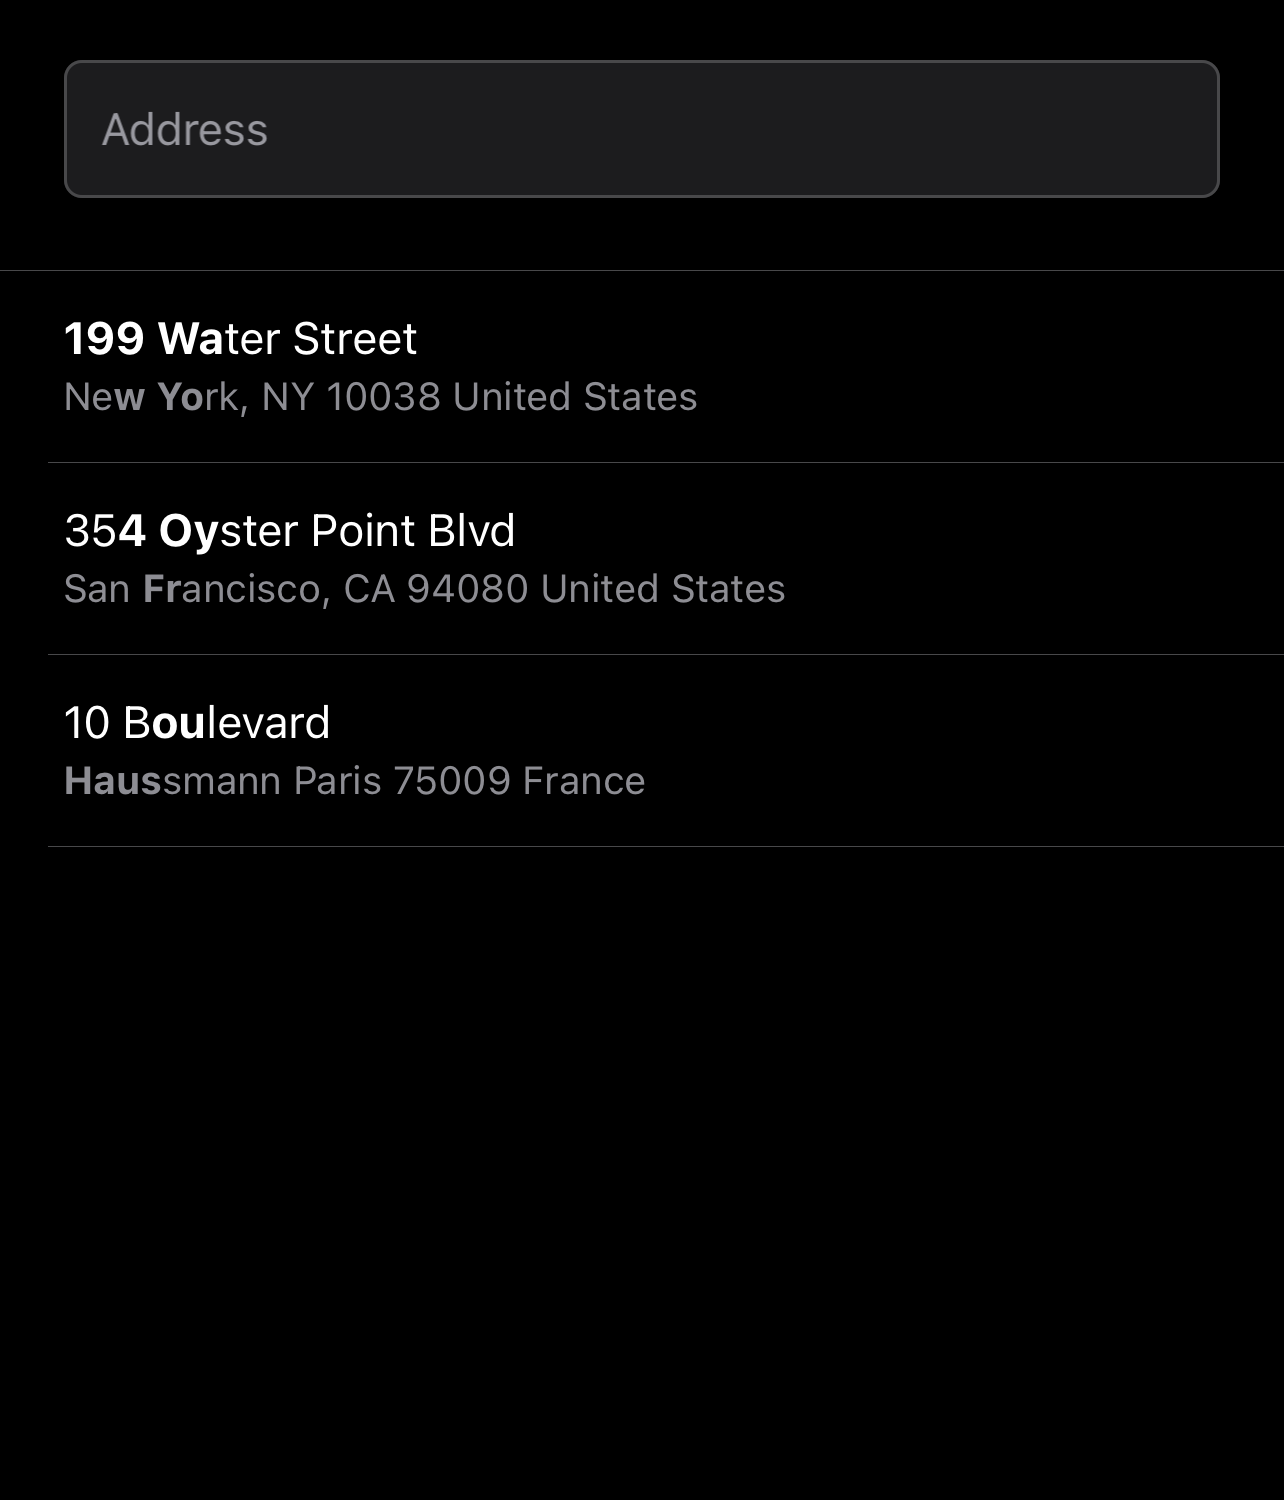 Address
199 Water Street
New York, NY 10038 United States
354 Oyster Point Blvd
San Francisco, CA 94080 United States
10 Boulevard
Haussmann Paris 75009 France